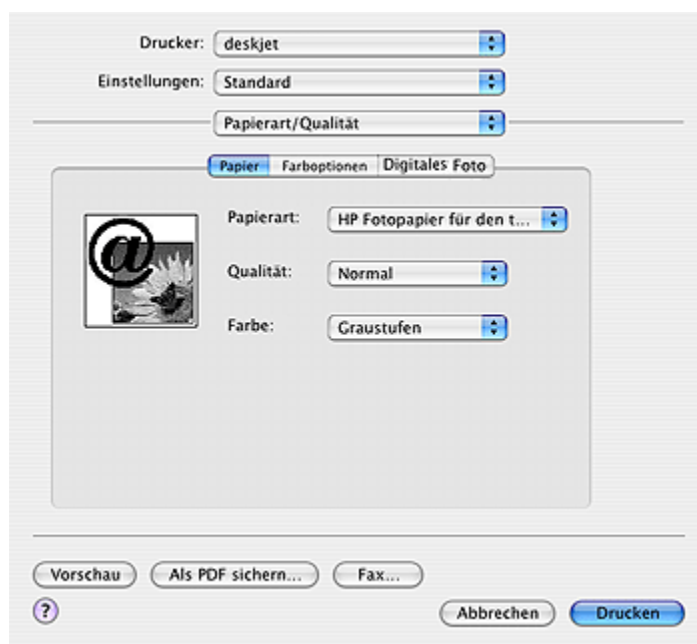 Drucker: deskjet
Einstellungen: Standard
Papierart/Qualität
Papier Farboptionen Digitales Foto
Papierart: HP Fotopapier für den t...
Qualität: Normal
Farbe: Graustufen
@
Vorschau Als PDF sichern... Fax...
? Abbrechen Drucken